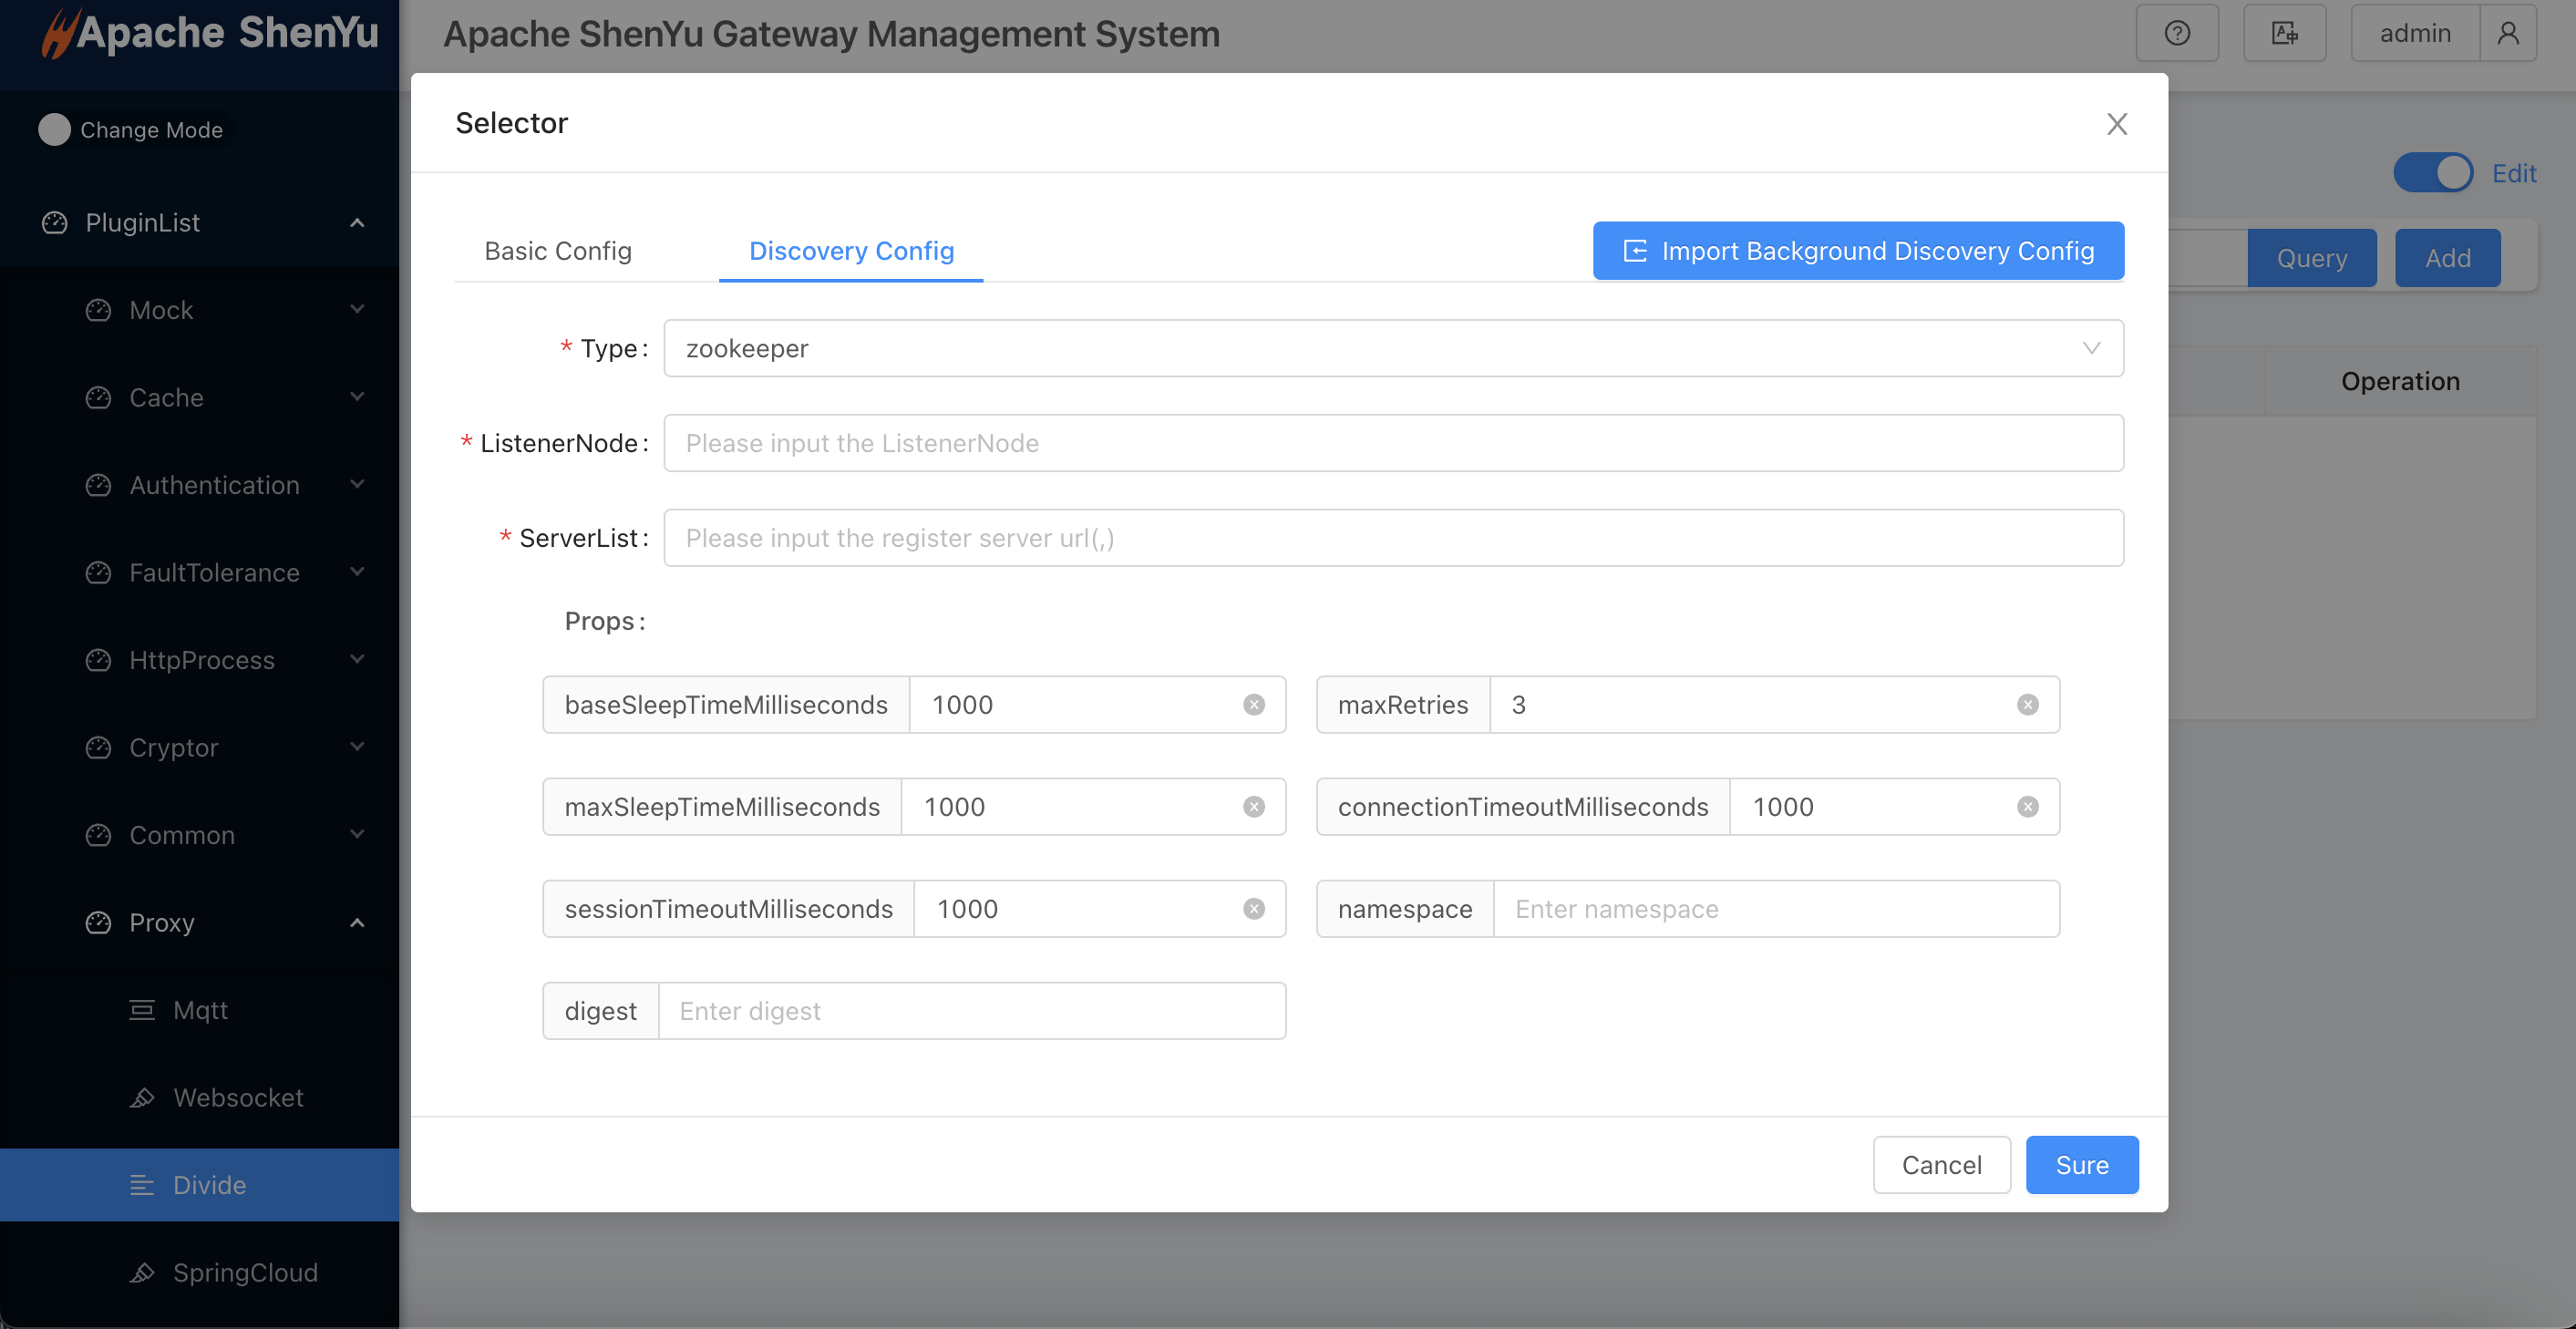 Apache ShenYu
Apache ShenYu Gateway Management System
admin
Change Mode
PluginList
Mock
Cache
Authentication
FaultTolerance
HttpProcess
Cryptor
Common
Proxy
Mqtt
Websocket
Divide
SpringCloud
Edit
Query
Add
Operation
Selector
Basic Config
Discovery Config
Import Background Discovery Config
* Type: zookeeper
* ListenerNode: Please input the ListenerNode
* ServerList: Please input the register server url(,)
Props:
baseSleepTimeMilliseconds 1000
maxRetries 3
maxSleepTimeMilliseconds 1000
connectionTimeoutMilliseconds 1000
sessionTimeoutMilliseconds 1000
namespace Enter namespace
digest Enter digest
Cancel
Sure